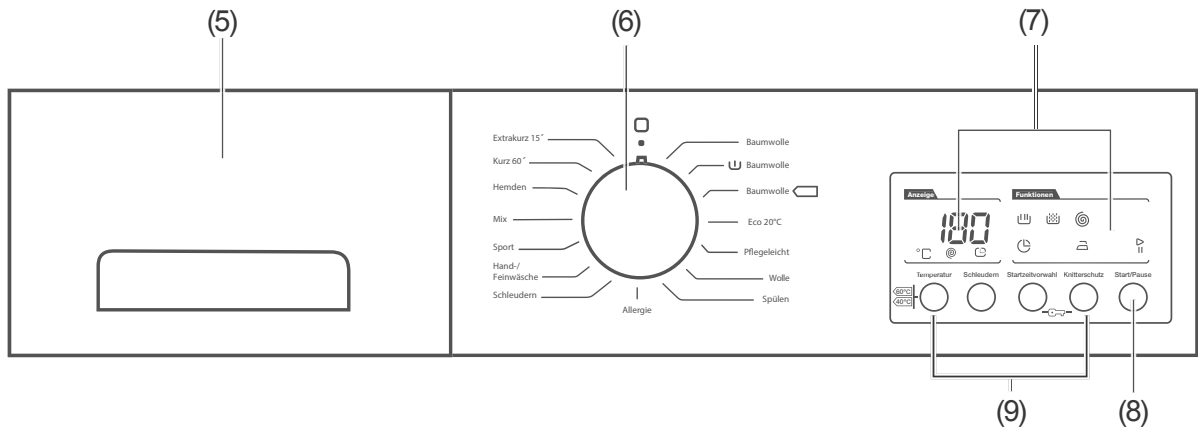 (5)
(6)
(7)
Extrakurz 15´
Kurz 60´
Hemden
Mix
Sport
Hand-/
Feinwäsche
Schleudern
Allergie
Baumwolle
Baumwolle
Baumwolle
Eco 20°C
Pflegeleicht
Wolle
Spülen
Anzeige
Funktionen
180
°C
Temperatur
Schleudern
Startzeitvorwahl
Knitterschutz
Start/Pause
60°C
40°C
(9)
(8)